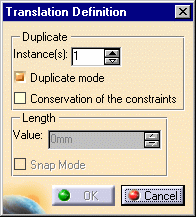 Translation Definition
Duplicate
Instance(s): 1
Duplicate mode
Conservation of the constraints
Length
Value: 0mm
Snap Mode
OK Cancel